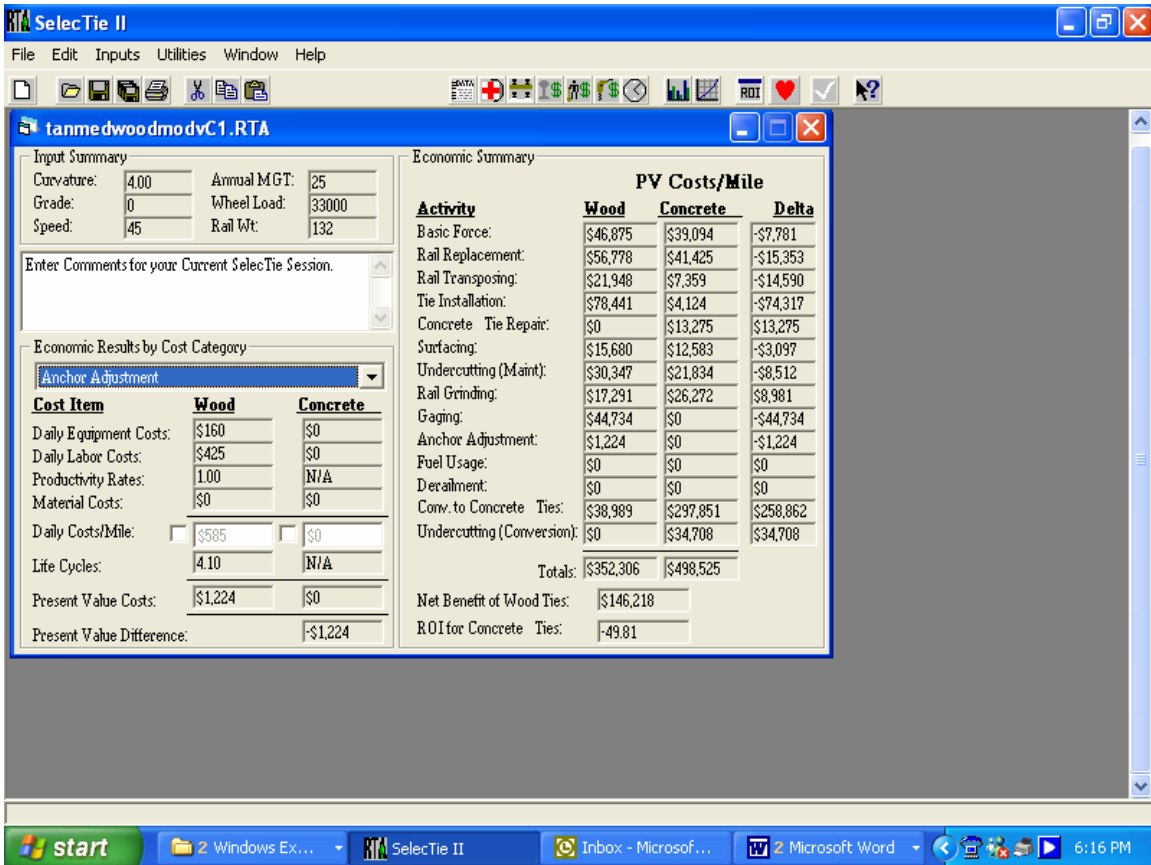 RTA SelecTie II
File Edit Inputs Utilities Window Help
DATA ROI
tanmedwoodmodvC1.RTA
Input Summary
Curvature: 4.00 Annual MGT: 25
Grade: 0 Wheel Load: 33000
Speed: 45 Rail Wt: 132
Enter Comments for your Current SelecTie Session.
Economic Results by Cost Category
Anchor Adjustment
Cost Item Wood Concrete
Daily Equipment Costs: $160 $0
Daily Labor Costs: $425 $0
Productivity Rates: 1.00 N/A
Material Costs: $0 $0
Daily Costs/Mile: $585 $0
Life Cycles: 4.10 N/A
Present Value Costs: $1,224 $0
Present Value Difference: -$1,224
Economic Summary
PV Costs/Mile
Activity Wood Concrete Delta
Basic Force: $46,875 $39,094 -$7,781
Rail Replacement: $56,778 $41,425 -$15,353
Rail Transposing: $21,948 $7,359 -$14,590
Tie Installation: $78,441 $4,124 -$74,317
Concrete Tie Repair: $0 $13,275 $13,275
Surfacing: $15,680 $12,583 -$3,097
Undercutting (Maint): $30,347 $21,834 -$8,512
Rail Grinding: $17,291 $26,272 $8,981
Gaging: $44,734 $0 -$44,734
Anchor Adjustment: $1,224 $0 -$1,224
Fuel Usage: $0 $0 $0
Derailment: $0 $0 $0
Conv. to Concrete Ties: $38,989 $297,851 $258,862
Undercutting (Conversion): $0 $34,708 $34,708
Totals: $352,306 $498,525
Net Benefit of Wood Ties: $146,218
ROI for Concrete Ties: -49.81
start 2 Windows Ex... RTA SelecTie II Inbox - Microsof... 2 Microsoft Word 6:16 PM